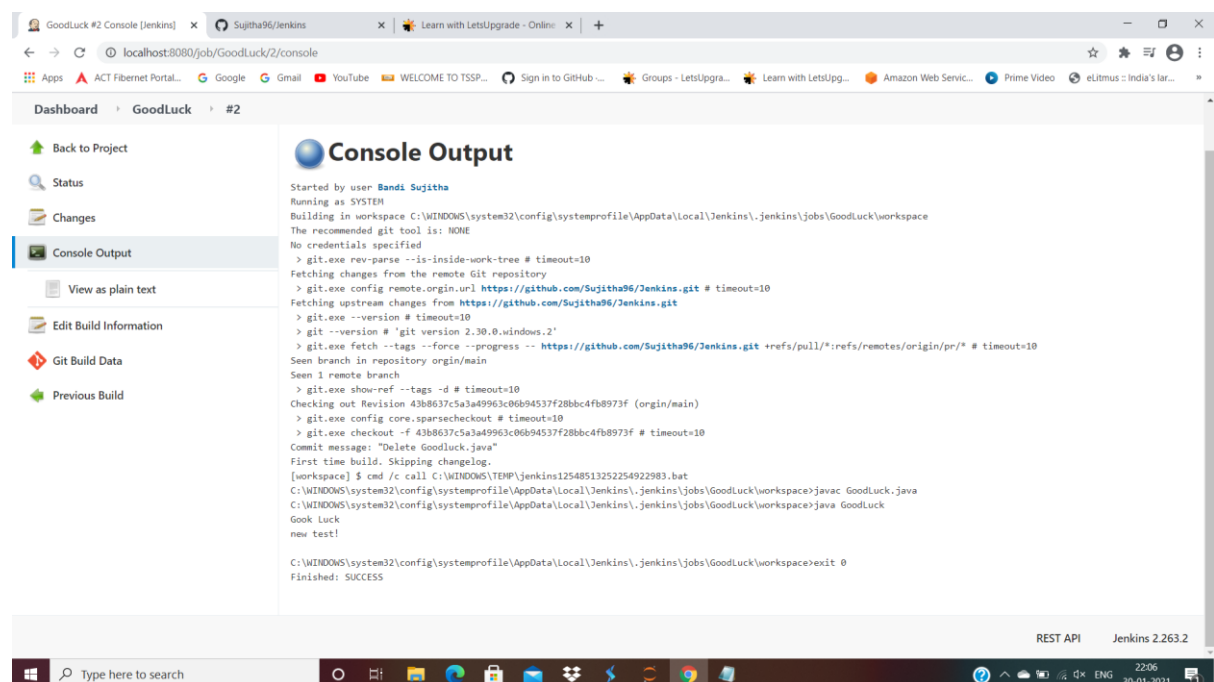 GoodLuck #2 Console [Jenkins]
Sujitha96/Jenkins
Learn with LetsUpgrade - Online
localhost:8080/job/GoodLuck/2/console
Apps
ACT Fibernet Portal...
Google
Gmail
YouTube
WELCOME TO TSSP...
Sign in to GitHub ·...
Groups - LetsUpgra...
Learn with LetsUpg...
Amazon Web Servic...
Prime Video
eLitmus :: India's lar...
Dashboard
GoodLuck
#2
Back to Project
Status
Changes
Console Output
View as plain text
Edit Build Information
Git Build Data
Previous Build
Console Output
Started by user Bandi Sujitha
Running as SYSTEM
Building in workspace C:\WINDOWS\system32\config\systemprofile\AppData\Local\Jenkins\.jenkins\jobs\GoodLuck\workspace
The recommended git tool is: NONE
No credentials specified
> git.exe rev-parse --is-inside-work-tree # timeout=10
Fetching changes from the remote Git repository
> git.exe config remote.orgin.url https://github.com/Sujitha96/Jenkins.git # timeout=10
Fetching upstream changes from https://github.com/Sujitha96/Jenkins.git
> git.exe --version # timeout=10
> git --version # 'git version 2.30.0.windows.2'
> git.exe fetch --tags --force --progress -- https://github.com/Sujitha96/Jenkins.git +refs/pull/*:refs/remotes/origin/pr/* # timeout=10
Seen branch in repository orgin/main
Seen 1 remote branch
> git.exe show-ref --tags -d # timeout=10
Checking out Revision 43b8637c5a3a49963c06b94537f28bbc4fb8973f (orgin/main)
> git.exe config core.sparsecheckout # timeout=10
> git.exe checkout -f 43b8637c5a3a49963c06b94537f28bbc4fb8973f # timeout=10
Commit message: "Delete Goodluck.java"
First time build. Skipping changelog.
[workspace] $ cmd /c call C:\WINDOWS\TEMP\jenkins12548513252254922983.bat
C:\WINDOWS\system32\config\systemprofile\AppData\Local\Jenkins\.jenkins\jobs\GoodLuck\workspace>javac GoodLuck.java
C:\WINDOWS\system32\config\systemprofile\AppData\Local\Jenkins\.jenkins\jobs\GoodLuck\workspace>java GoodLuck
Gook Luck
new test!
C:\WINDOWS\system32\config\systemprofile\AppData\Local\Jenkins\.jenkins\jobs\GoodLuck\workspace>exit 0
Finished: SUCCESS
REST API
Jenkins 2.263.2
Type here to search
ENG
22:06
30-01-2021